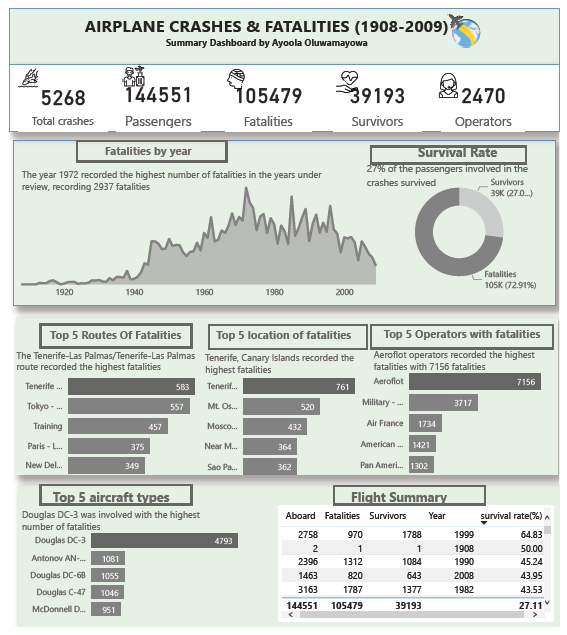 AIRPLANE CRASHES & FATALITIES (1908-2009)
Summary Dashboard by Ayoola Oluwamayowa
5268
Total crashes
144551
Passengers
105479
Fatalities
39193
Survivors
2470
Operators
Fatalities by year
The year 1972 recorded the highest number of fatalities in the years under
review, recording 2937 fatalities
1920 1940 1960 1980 2000
Survival Rate
27% of the passengers involved in the
crashes survived
Survivors
39K (27.0...)
Fatalities
105K (72.91%)
Top 5 Routes Of Fatalities
The Tenerife-Las Palmas/Tenerife-Las Palmas
route recorded the highest fatalities
Tenerife ... 583
Tokyo - ... 557
Training 457
Paris - L... 375
New Del... 349
Top 5 location of fatalities
Tenerife, Canary Islands recorded the
highest fatalities
Tenerif... 761
Mt. Os... 520
Mosco... 432
Near M... 364
Sao Pa... 362
Top 5 Operators with fatalities
Aeroflot operators recorded the highest
fatalities with 7156 fatalities
Aeroflot 7156
Military - ... 3717
Air France 1734
American ... 1421
Pan Ameri... 1302
Top 5 aircraft types
Douglas DC-3 was involved with the highest
number of fatalities
Douglas DC-3 4793
Antonov AN-... 1081
Douglas DC-6B 1055
Douglas C-47 1046
McDonnell D... 951
Flight Summary
Aboard Fatalities Survivors Year survival rate(%)
2758 970 1788 1999 64.83
2 1 1 1908 50.00
2396 1312 1084 1990 45.24
1463 820 643 2008 43.95
3163 1787 1377 1982 43.53
144551 105479 39193 27.11